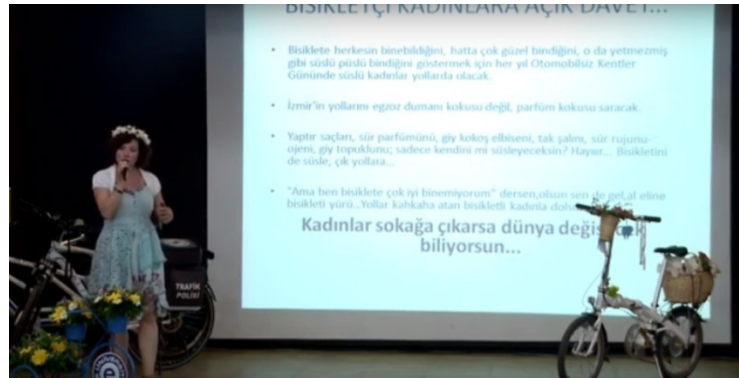 BİSİKLETÇİ KADINLARA AÇIK DAVET...
• Bisiklete herkesin binebildiğini, hatta çok güzel bindiğini, o da yetmezmiş
gibi süslü püslü bindiğini göstermek için her yıl Otomobilsiz Kentler
Gününde süslü kadınlar yollarda olacak.
• İzmir'in yollarını egzoz dumanı kokusu değil, parfüm kokusu saracak.
• Yaptır saçları, sür parfümünü, giy kokoş elbiseni, tak şalını, sür rujunu-
ojeni, giy topuklunu; sadece kendini mi süsleyeceksin? Hayıır... Bisikletini
de süsle, çık yollara...
• "Ama ben bisiklete çok iyi binemiyorum" dersen,olsun sen de gel,al eline
bisikleti yürü..Yollar kahkaha atan bisikletli kadınla
Kadınlar sokağa çıkarsa dünya
biliyorsun...
TRAFİK
POLİSİ